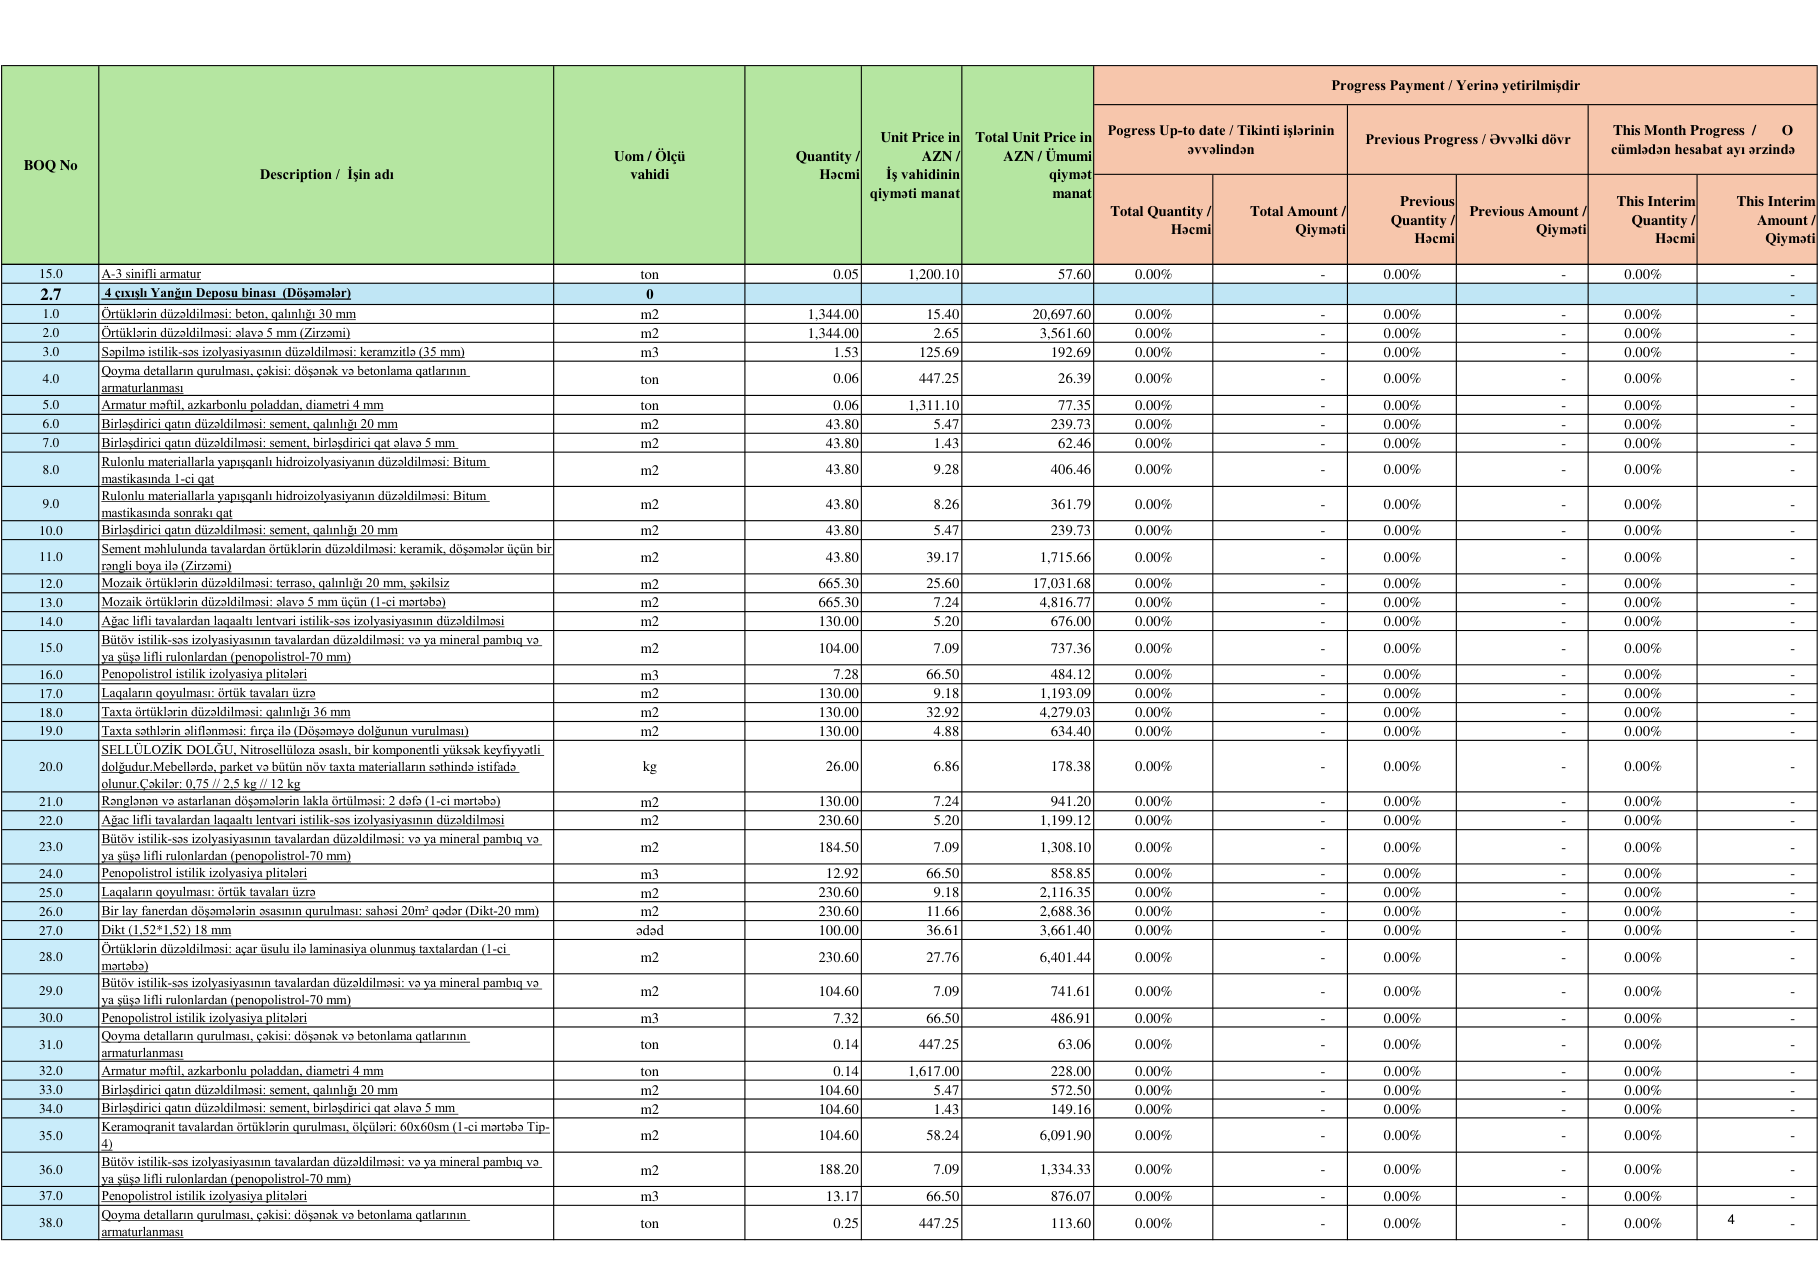 BOQ No Description / İşin adı Uom / Ölçü vahidi Quantity / Həcmi Unit Price in AZN / İş vahidinin qiyməti manat Total Unit Price in AZN / Ümumi qiymət manat
Progress Payment / Yerinə yetirilmişdir
Pogress Up-to date / Tikinti işlərinin əvvəlindən Previous Progress / Əvvəlki dövr This Month Progress / O cümlədən hesabat ayı ərzində
Total Quantity / Həcmi Total Amount / Qiyməti Previous Quantity / Həcmi Previous Amount / Qiyməti This Interim Quantity / Həcmi This Interim Amount / Qiyməti
15.0 A-3 sinifli armatur ton 0.05 1,200.10 57.60 0.00% - 0.00% - 0.00% -
2.7 4 çıxışlı Yanğın Deposu binası (Döşəmələr) 0 -
1.0 Örtüklərin düzəldilməsi: beton, qalınlığı 30 mm m2 1,344.00 15.40 20,697.60 0.00% - 0.00% - 0.00% -
2.0 Örtüklərin düzəldilməsi: əlavə 5 mm (Zirzəmi) m2 1,344.00 2.65 3,561.60 0.00% - 0.00% - 0.00% -
3.0 Səpilmə istilik-səs izolyasiyasının düzəldilməsi: keramzitlə (35 mm) m3 1.53 125.69 192.69 0.00% - 0.00% - 0.00% -
4.0 Qoyma detalların qurulması, çəkisi: döşənək və betonlama qatlarının
armaturlanması ton 0.06 447.25 26.39 0.00% - 0.00% - 0.00% -
5.0 Armatur məftil, azkarbonlu poladdan, diametri 4 mm ton 0.06 1,311.10 77.35 0.00% - 0.00% - 0.00% -
6.0 Birləşdirici qatın düzəldilməsi: sement, qalınlığı 20 mm m2 43.80 5.47 239.73 0.00% - 0.00% - 0.00% -
7.0 Birləşdirici qatın düzəldilməsi: sement, birləşdirici qat əlavə 5 mm m2 43.80 1.43 62.46 0.00% - 0.00% - 0.00% -
8.0 Rulonlu materiallarla yapışqanlı hidroizolyasiyanın düzəldilməsi: Bitum
mastikasında 1-ci qat m2 43.80 9.28 406.46 0.00% - 0.00% - 0.00% -
9.0 Rulonlu materiallarla yapışqanlı hidroizolyasiyanın düzəldilməsi: Bitum
mastikasında sonrakı qat m2 43.80 8.26 361.79 0.00% - 0.00% - 0.00% -
10.0 Birləşdirici qatın düzəldilməsi: sement, qalınlığı 20 mm m2 43.80 5.47 239.73 0.00% - 0.00% - 0.00% -
11.0 Sement məhlulunda tavalardan örtüklərin düzəldilməsi: keramik, döşəmələr üçün bir
rəngli boya ilə (Zirzəmi) m2 43.80 39.17 1,715.66 0.00% - 0.00% - 0.00% -
12.0 Mozaik örtüklərin düzəldilməsi: terraso, qalınlığı 20 mm, şəkilsiz m2 665.30 25.60 17,031.68 0.00% - 0.00% - 0.00% -
13.0 Mozaik örtüklərin düzəldilməsi: əlavə 5 mm üçün (1-ci mərtəbə) m2 665.30 7.24 4,816.77 0.00% - 0.00% - 0.00% -
14.0 Ağac lifli tavalardan laqaaltı lentvari istilik-səs izolyasiyasının düzəldilməsi m2 130.00 5.20 676.00 0.00% - 0.00% - 0.00% -
15.0 Bütöv istilik-səs izolyasiyasının tavalardan düzəldilməsi: və ya mineral pambıq və
ya şüşə lifli rulonlardan (penopolistrol-70 mm) m2 104.00 7.09 737.36 0.00% - 0.00% - 0.00% -
16.0 Penopolistrol istilik izolyasiya plitələri m3 7.28 66.50 484.12 0.00% - 0.00% - 0.00% -
17.0 Laqaların qoyulması: örtük tavaları üzrə m2 130.00 9.18 1,193.09 0.00% - 0.00% - 0.00% -
18.0 Taxta örtüklərin düzəldilməsi: qalınlığı 36 mm m2 130.00 32.92 4,279.03 0.00% - 0.00% - 0.00% -
19.0 Taxta səthlərin əliflənməsi: fırça ilə (Döşəməyə dolğunun vurulması) m2 130.00 4.88 634.40 0.00% - 0.00% - 0.00% -
20.0 SELLÜLOZİK DOLĞU, Nitrosellüloza əsaslı, bir komponentli yüksək keyfiyyətli
dolğudur.Mebellərdə, parket və bütün növ taxta materialların səthində istifadə
olunur.Çəkilər: 0,75 // 2,5 kg // 12 kg kg 26.00 6.86 178.38 0.00% - 0.00% - 0.00% -
21.0 Rənglənən və astarlanan döşəmələrin lakla örtülməsi: 2 dəfə (1-ci mərtəbə) m2 130.00 7.24 941.20 0.00% - 0.00% - 0.00% -
22.0 Ağac lifli tavalardan laqaaltı lentvari istilik-səs izolyasiyasının düzəldilməsi m2 230.60 5.20 1,199.12 0.00% - 0.00% - 0.00% -
23.0 Bütöv istilik-səs izolyasiyasının tavalardan düzəldilməsi: və ya mineral pambıq və
ya şüşə lifli rulonlardan (penopolistrol-70 mm) m2 184.50 7.09 1,308.10 0.00% - 0.00% - 0.00% -
24.0 Penopolistrol istilik izolyasiya plitələri m3 12.92 66.50 858.85 0.00% - 0.00% - 0.00% -
25.0 Laqaların qoyulması: örtük tavaları üzrə m2 230.60 9.18 2,116.35 0.00% - 0.00% - 0.00% -
26.0 Bir lay fanerdan döşəmələrin əsasının qurulması: sahəsi 20m² qədər (Dikt-20 mm) m2 230.60 11.66 2,688.36 0.00% - 0.00% - 0.00% -
27.0 Dikt (1,52*1,52) 18 mm ədəd 100.00 36.61 3,661.40 0.00% - 0.00% - 0.00% -
28.0 Örtüklərin düzəldilməsi: açar üsulu ilə laminasiya olunmuş taxtalardan (1-ci
mərtəbə) m2 230.60 27.76 6,401.44 0.00% - 0.00% - 0.00% -
29.0 Bütöv istilik-səs izolyasiyasının tavalardan düzəldilməsi: və ya mineral pambıq və
ya şüşə lifli rulonlardan (penopolistrol-70 mm) m2 104.60 7.09 741.61 0.00% - 0.00% - 0.00% -
30.0 Penopolistrol istilik izolyasiya plitələri m3 7.32 66.50 486.91 0.00% - 0.00% - 0.00% -
31.0 Qoyma detalların qurulması, çəkisi: döşənək və betonlama qatlarının
armaturlanması ton 0.14 447.25 63.06 0.00% - 0.00% - 0.00% -
32.0 Armatur məftil, azkarbonlu poladdan, diametri 4 mm ton 0.14 1,617.00 228.00 0.00% - 0.00% - 0.00% -
33.0 Birləşdirici qatın düzəldilməsi: sement, qalınlığı 20 mm m2 104.60 5.47 572.50 0.00% - 0.00% - 0.00% -
34.0 Birləşdirici qatın düzəldilməsi: sement, birləşdirici qat əlavə 5 mm m2 104.60 1.43 149.16 0.00% - 0.00% - 0.00% -
35.0 Keramoqranit tavalardan örtüklərin qurulması, ölçüləri: 60x60sm (1-ci mərtəbə Tip-
4) m2 104.60 58.24 6,091.90 0.00% - 0.00% - 0.00% -
36.0 Bütöv istilik-səs izolyasiyasının tavalardan düzəldilməsi: və ya mineral pambıq və
ya şüşə lifli rulonlardan (penopolistrol-70 mm) m2 188.20 7.09 1,334.33 0.00% - 0.00% - 0.00% -
37.0 Penopolistrol istilik izolyasiya plitələri m3 13.17 66.50 876.07 0.00% - 0.00% - 0.00% -
38.0 Qoyma detalların qurulması, çəkisi: döşənək və betonlama qatlarının
armaturlanması ton 0.25 447.25 113.60 0.00% - 0.00% - 0.00% -
4